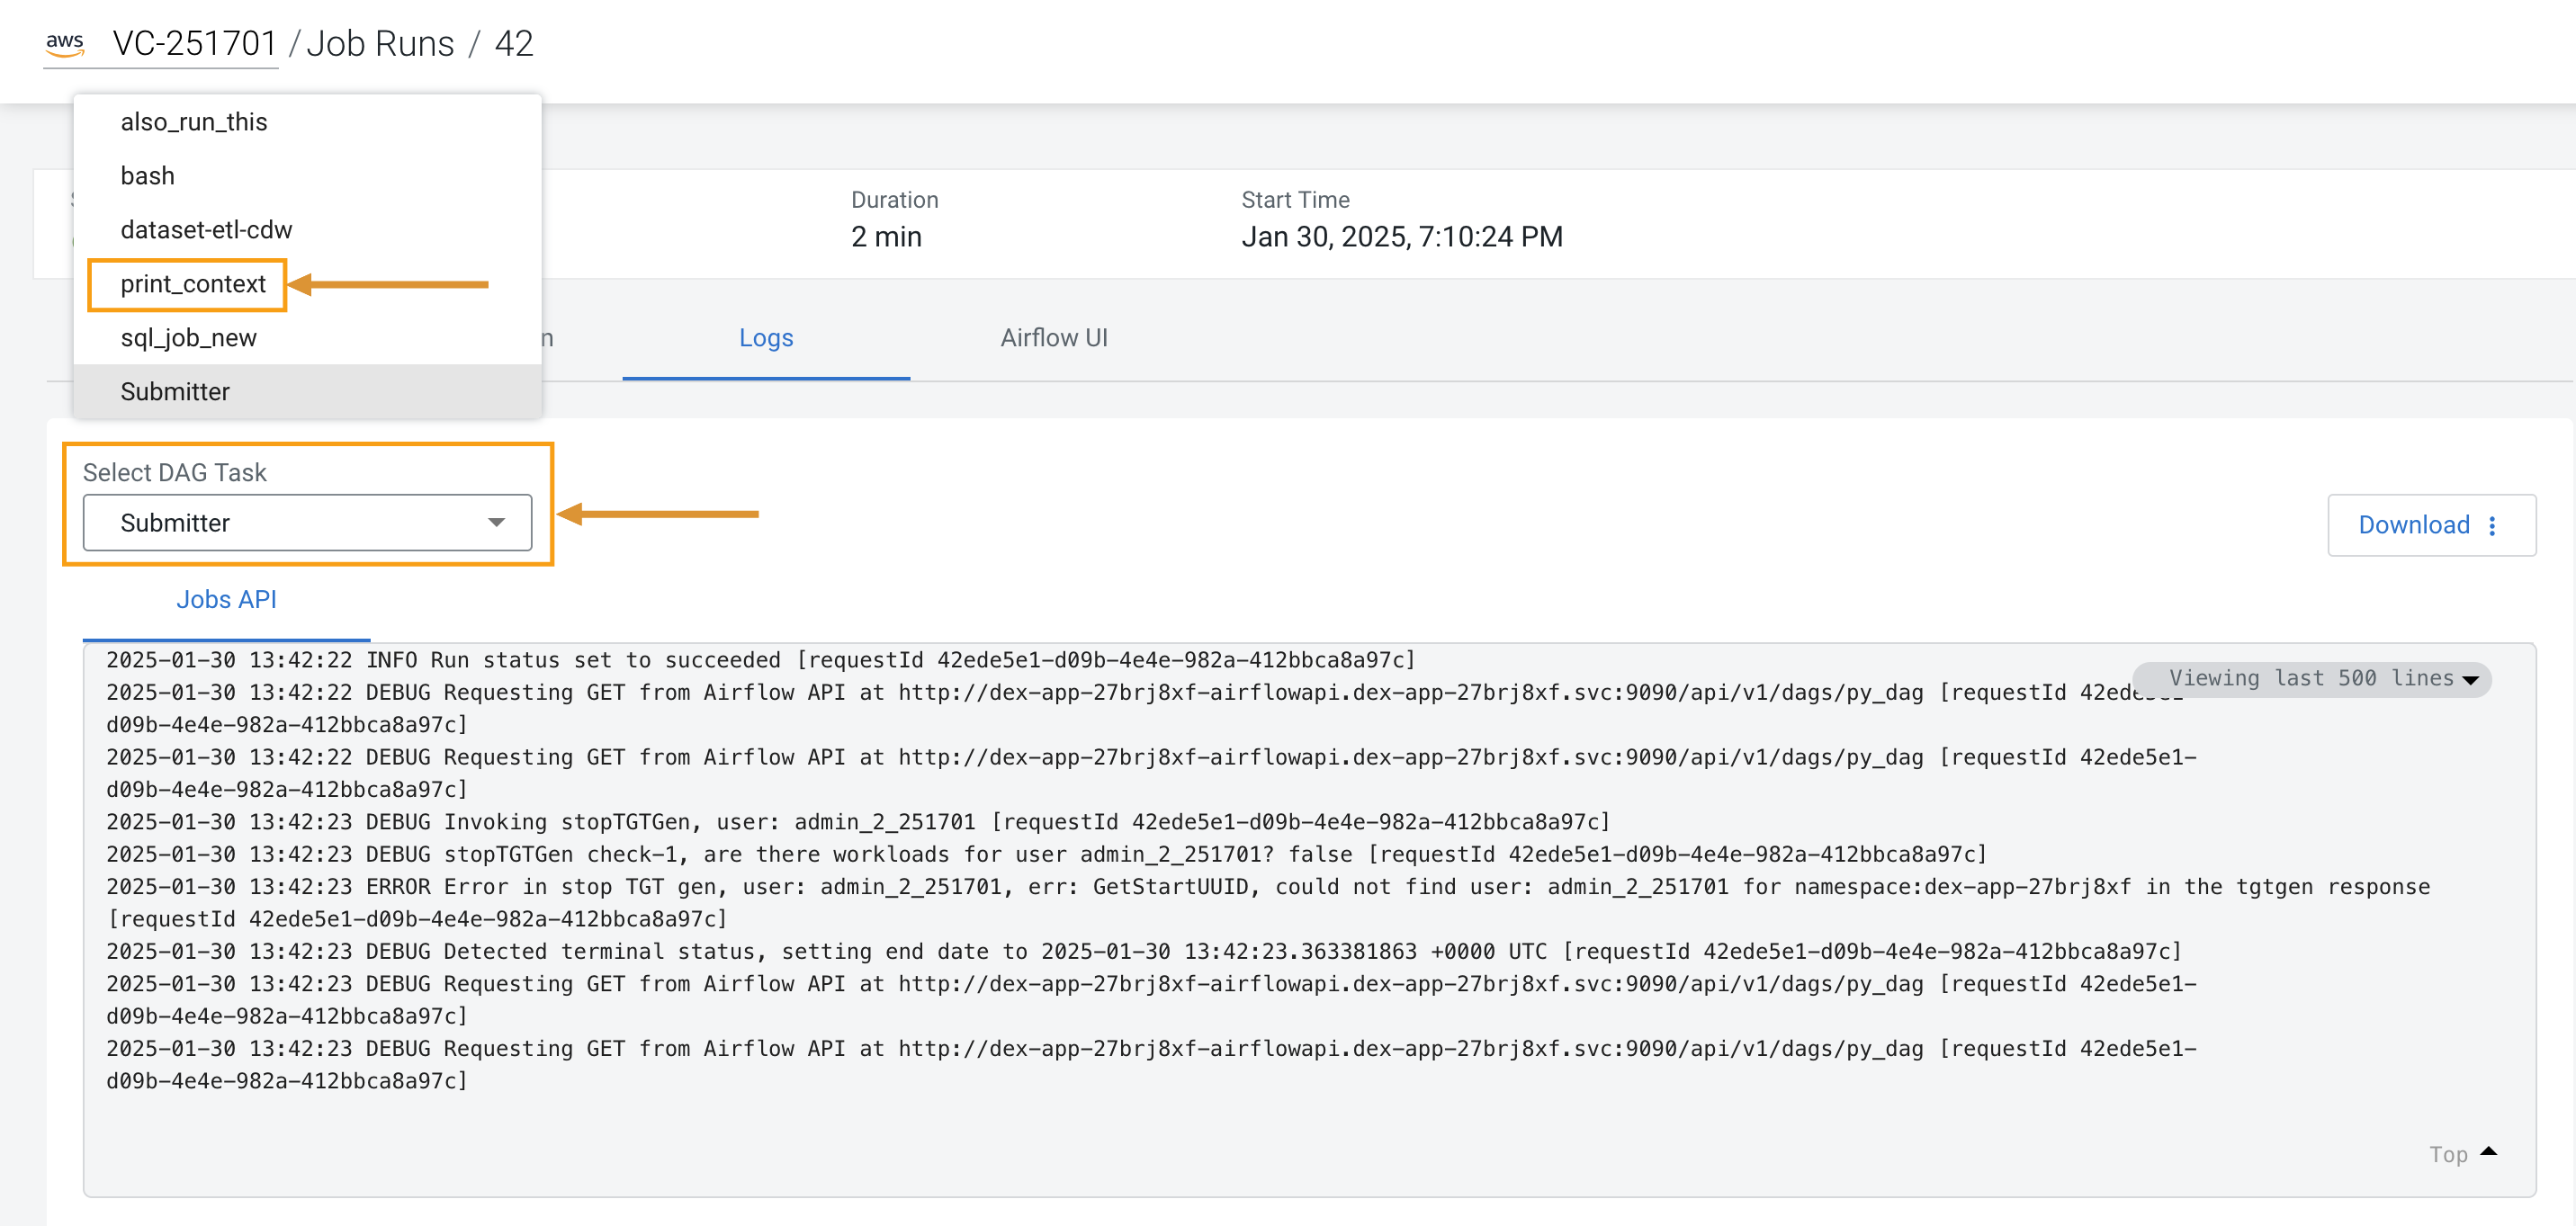 aws VC-251701 / Job Runs / 42
also_run_this
bash
dataset-etl-cdw
print_context
sql_job_new
Submitter
Duration
2 min
Start Time
Jan 30, 2025, 7:10:24 PM
n
Logs
Airflow UI
Select DAG Task
Submitter
Download
Jobs API
Viewing last 500 lines
2025-01-30 13:42:22 INFO Run status set to succeeded [requestId 42ede5e1-d09b-4e4e-982a-412bbca8a97c]
2025-01-30 13:42:22 DEBUG Requesting GET from Airflow API at http://dex-app-27brj8xf-airflowapi.dex-app-27brj8xf.svc:9090/api/v1/dags/py_dag [requestId 42ede5e1-
d09b-4e4e-982a-412bbca8a97c]
2025-01-30 13:42:22 DEBUG Requesting GET from Airflow API at http://dex-app-27brj8xf-airflowapi.dex-app-27brj8xf.svc:9090/api/v1/dags/py_dag [requestId 42ede5e1-
d09b-4e4e-982a-412bbca8a97c]
2025-01-30 13:42:23 DEBUG Invoking stopTGTGen, user: admin_2_251701 [requestId 42ede5e1-d09b-4e4e-982a-412bbca8a97c]
2025-01-30 13:42:23 DEBUG stopTGTGen check-1, are there workloads for user admin_2_251701? false [requestId 42ede5e1-d09b-4e4e-982a-412bbca8a97c]
2025-01-30 13:42:23 ERROR Error in stop TGT gen, user: admin_2_251701, err: GetStartUUID, could not find user: admin_2_251701 for namespace:dex-app-27brj8xf in the tgtgen response
[requestId 42ede5e1-d09b-4e4e-982a-412bbca8a97c]
2025-01-30 13:42:23 DEBUG Detected terminal status, setting end date to 2025-01-30 13:42:23.363381863 +0000 UTC [requestId 42ede5e1-d09b-4e4e-982a-412bbca8a97c]
2025-01-30 13:42:23 DEBUG Requesting GET from Airflow API at http://dex-app-27brj8xf-airflowapi.dex-app-27brj8xf.svc:9090/api/v1/dags/py_dag [requestId 42ede5e1-
d09b-4e4e-982a-412bbca8a97c]
2025-01-30 13:42:23 DEBUG Requesting GET from Airflow API at http://dex-app-27brj8xf-airflowapi.dex-app-27brj8xf.svc:9090/api/v1/dags/py_dag [requestId 42ede5e1-
d09b-4e4e-982a-412bbca8a97c]
Top